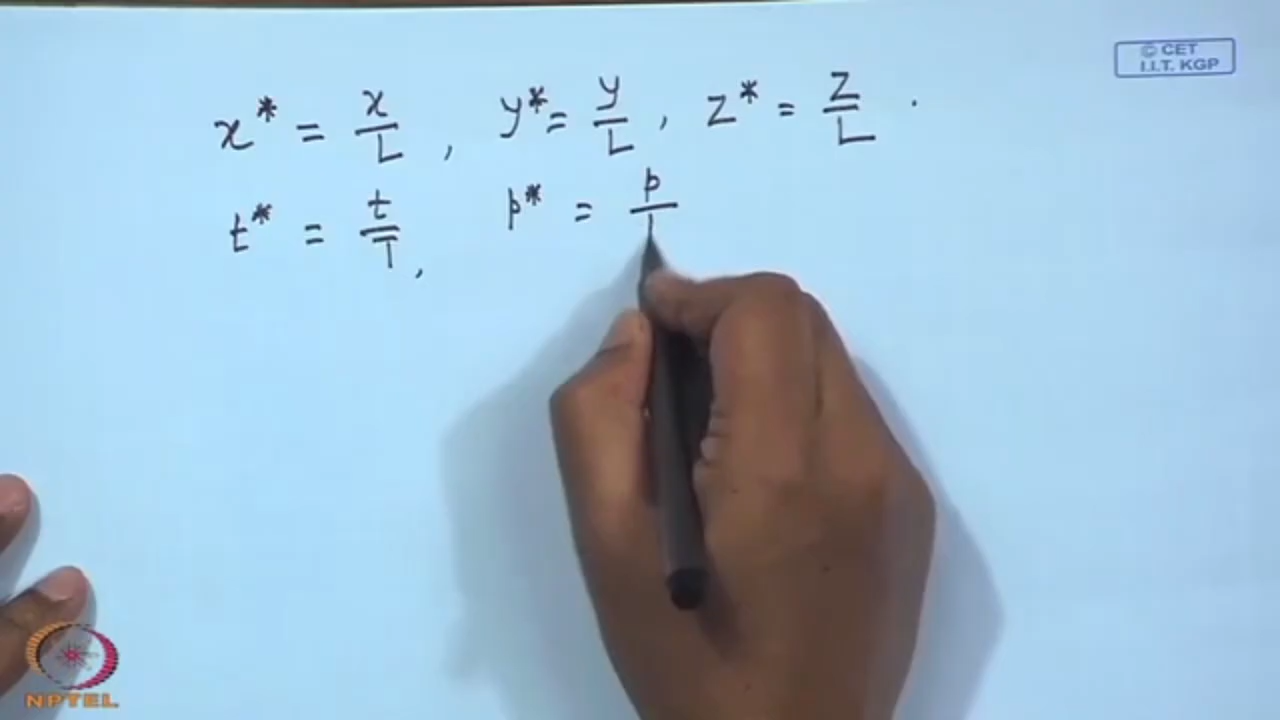 © CET
I.I.T. KGP
x* = x/L , y* = y/L , z* = z/L .
t* = t/T , p* = p/
NPTEL